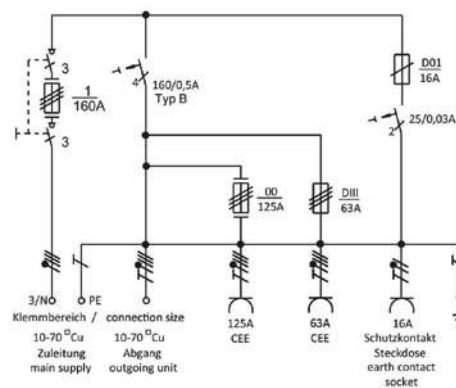 3
1
160A
3
4
160/0,5A
Typ B
D01
16A
25/0,03A
2
00
125A
DIII
63A
3/N
PE
Klemmbereich / connection size
10-70 □Cu
10-70 □Cu
Zuleitung
Abgang
main supply
outgoing unit
125A
CEE
63A
CEE
16A
Schutzkontakt
Steckdose
earth contact
socket